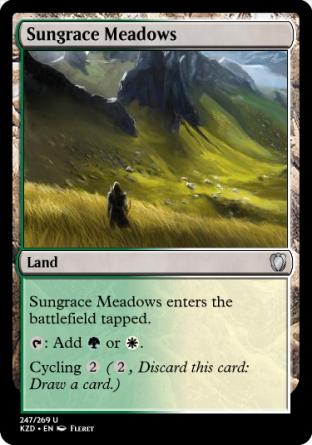 Sungrace Meadows
Land
Sungrace Meadows enters the
battlefield tapped.
: Add or .
Cycling 2 ( 2 , Discard this card:
Draw a card.)
247/269 U
KZD • EN Fleret